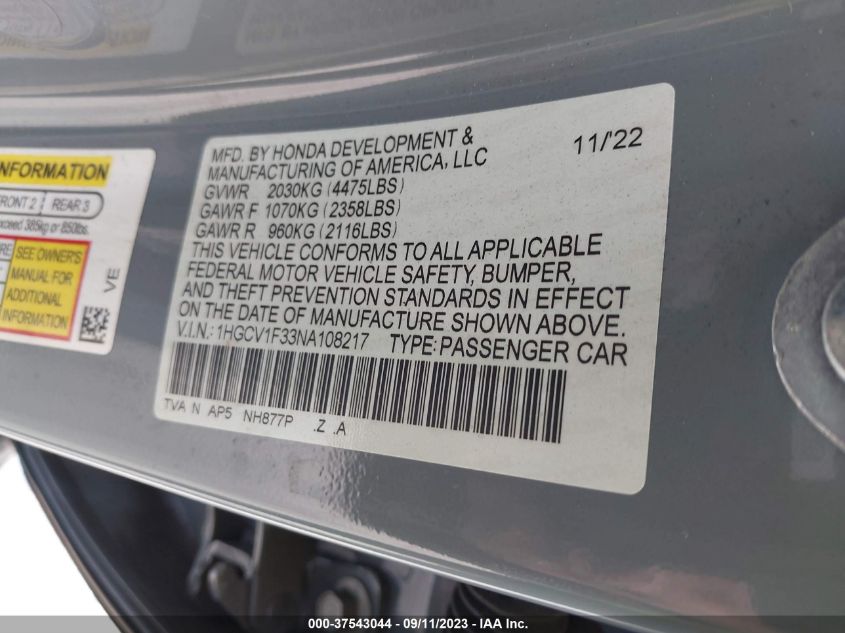 MFD. BY HONDA DEVELOPMENT &
MANUFACTURING OF AMERICA, LLC
11/'22
GVWR 2030KG (4475LBS)
GAWR F 1070KG (2358LBS)
GAWR R 960KG (2116LBS)
THIS VEHICLE CONFORMS TO ALL APPLICABLE
FEDERAL MOTOR VEHICLE SAFETY, BUMPER,
AND THEFT PREVENTION STANDARDS IN EFFECT
ON THE DATE OF MANUFACTURE SHOWN ABOVE.
V.I.N.: 1HGCV1F33NA108217 TYPE:PASSENGER CAR
TVA N AP5 NH877P .Z .A
INFORMATION
FRONT 2 REAR 3
exceed 385kg or 850lbs.
SEE OWNER'S
MANUAL FOR
ADDITIONAL
INFORMATION
VE
000-37543044 - 09/11/2023 - IAAI.com